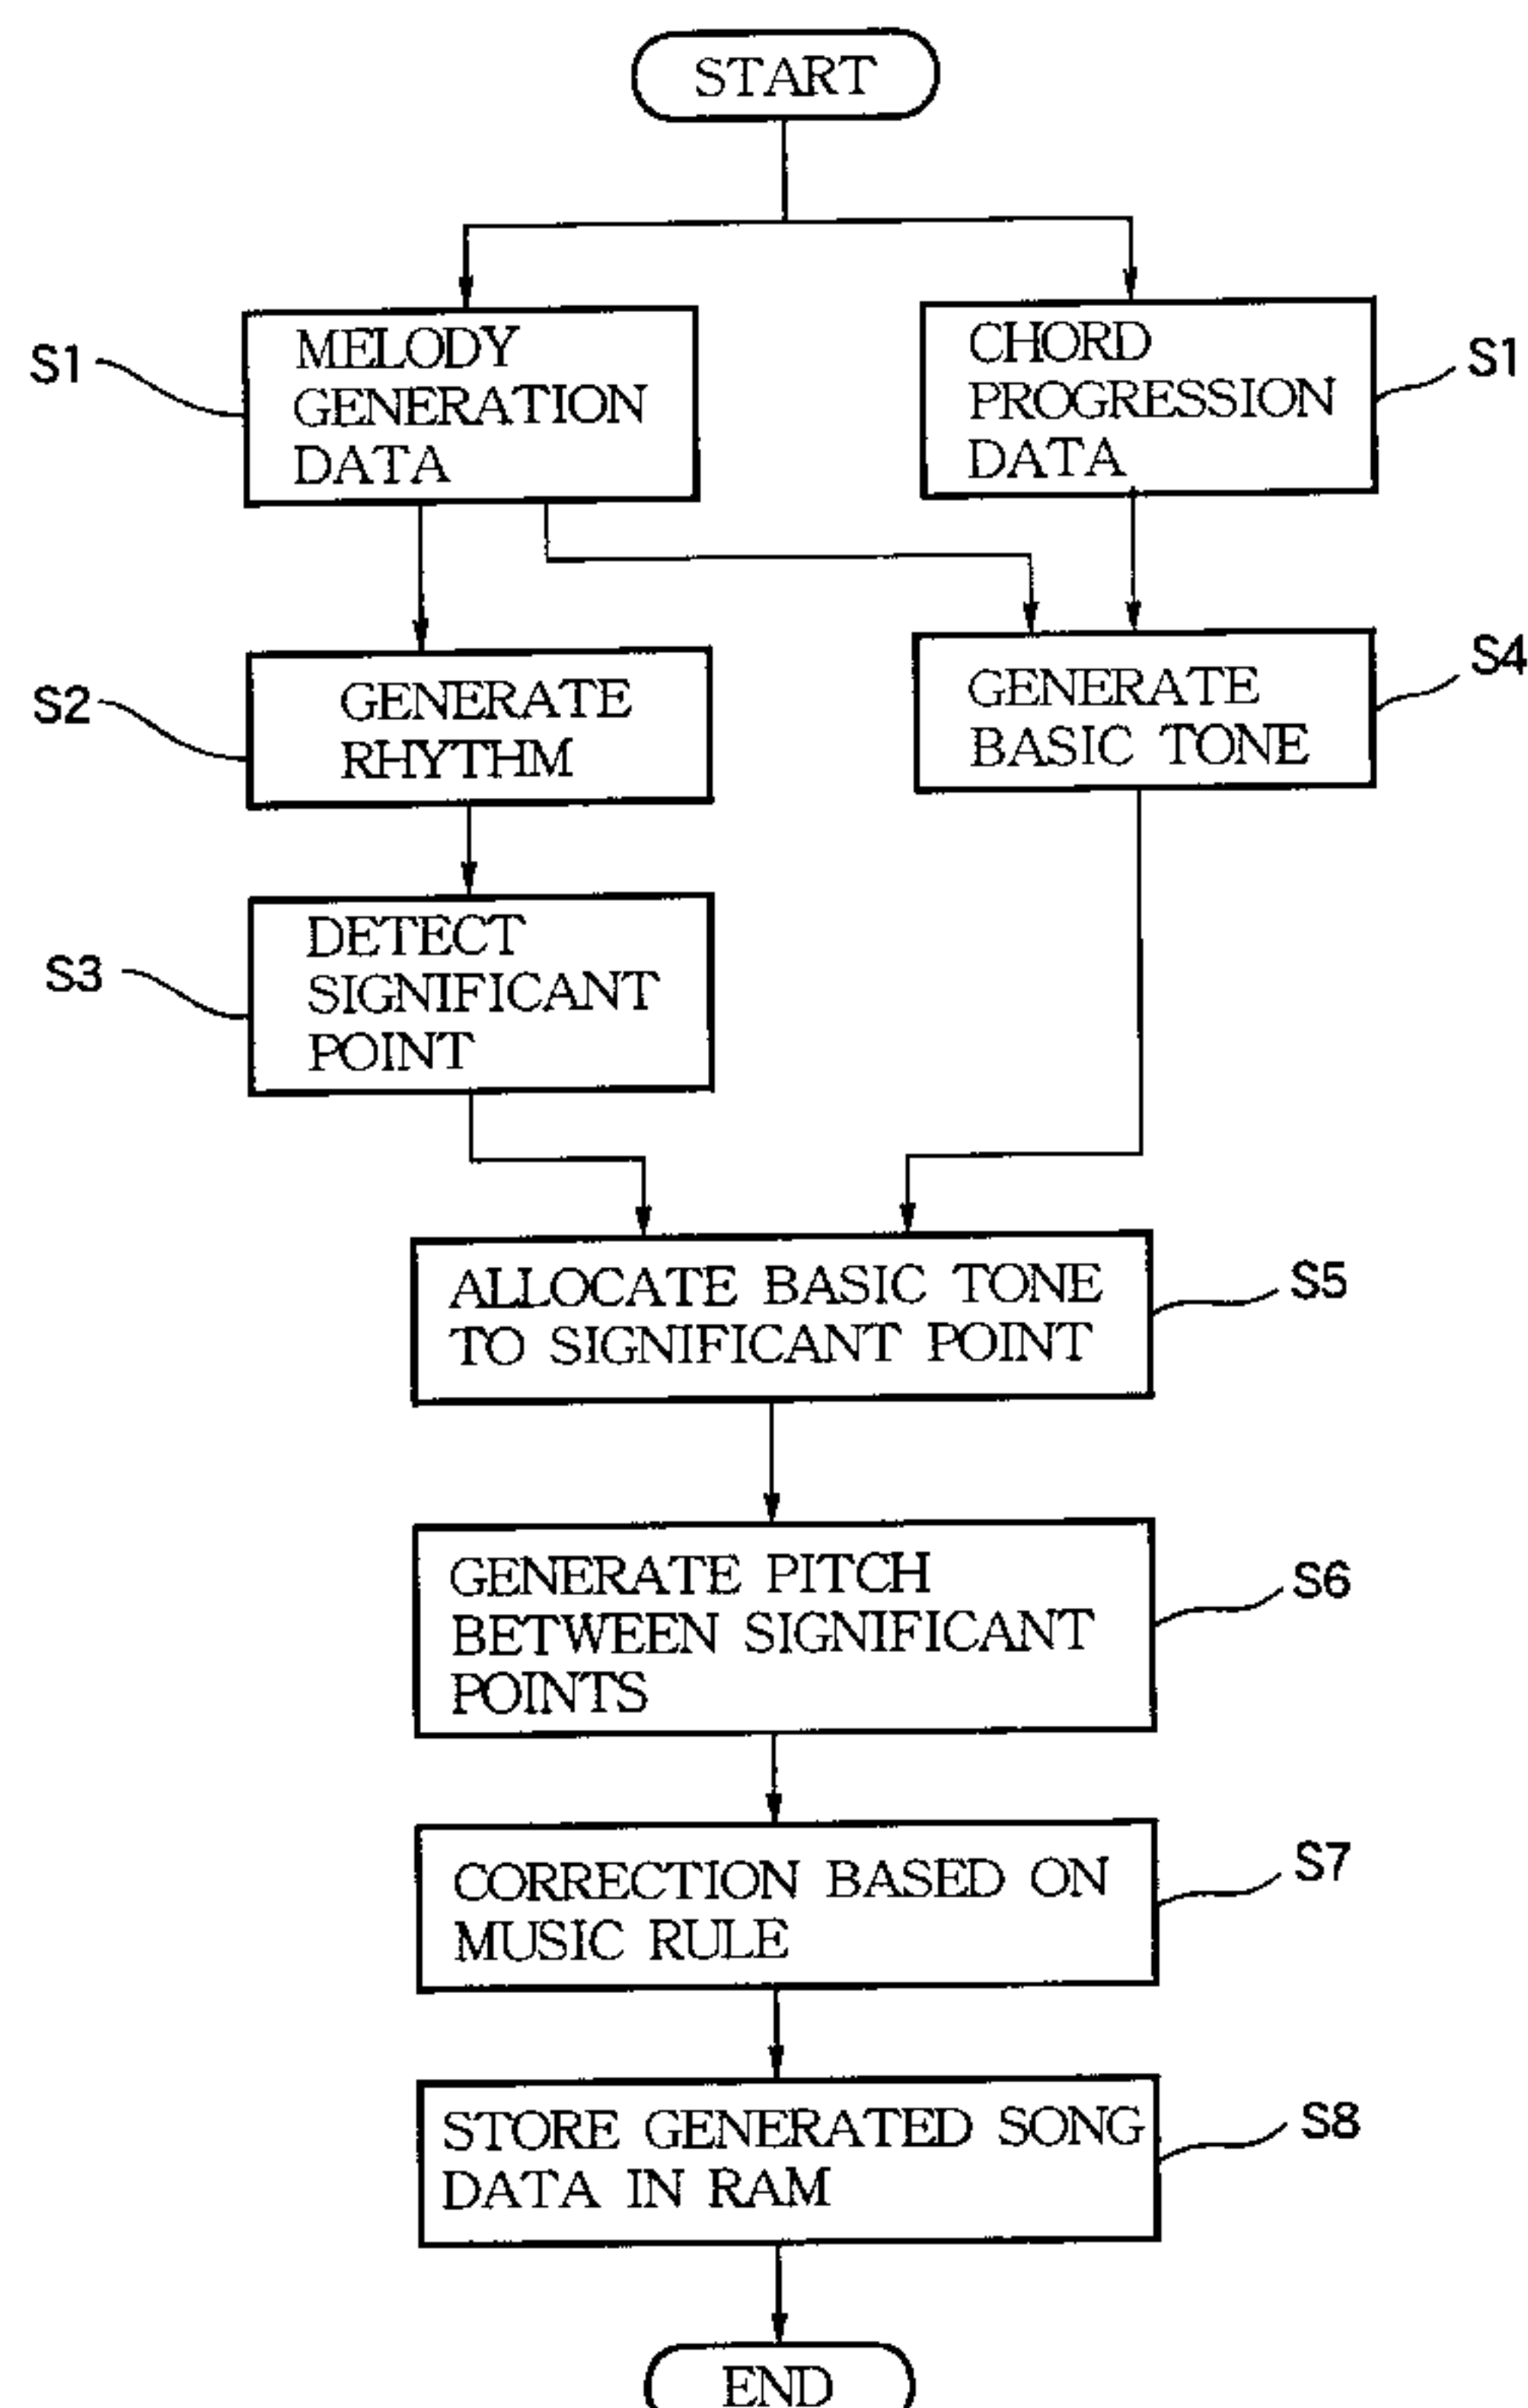 START
S1
MELODY
GENERATION
DATA
CHORD
PROGRESSION
DATA
S1
S2
GENERATE
RHYTHM
GENERATE
BASIC TONE
S4
S3
DETECT
SIGNIFICANT
POINT
ALLOCATE BASIC TONE
TO SIGNIFICANT POINT
S5
GENERATE PITCH
BETWEEN SIGNIFICANT
POINTS
S6
CORRECTION BASED ON
MUSIC RULE
S7
STORE GENERATED SONG
DATA IN RAM
S8
END